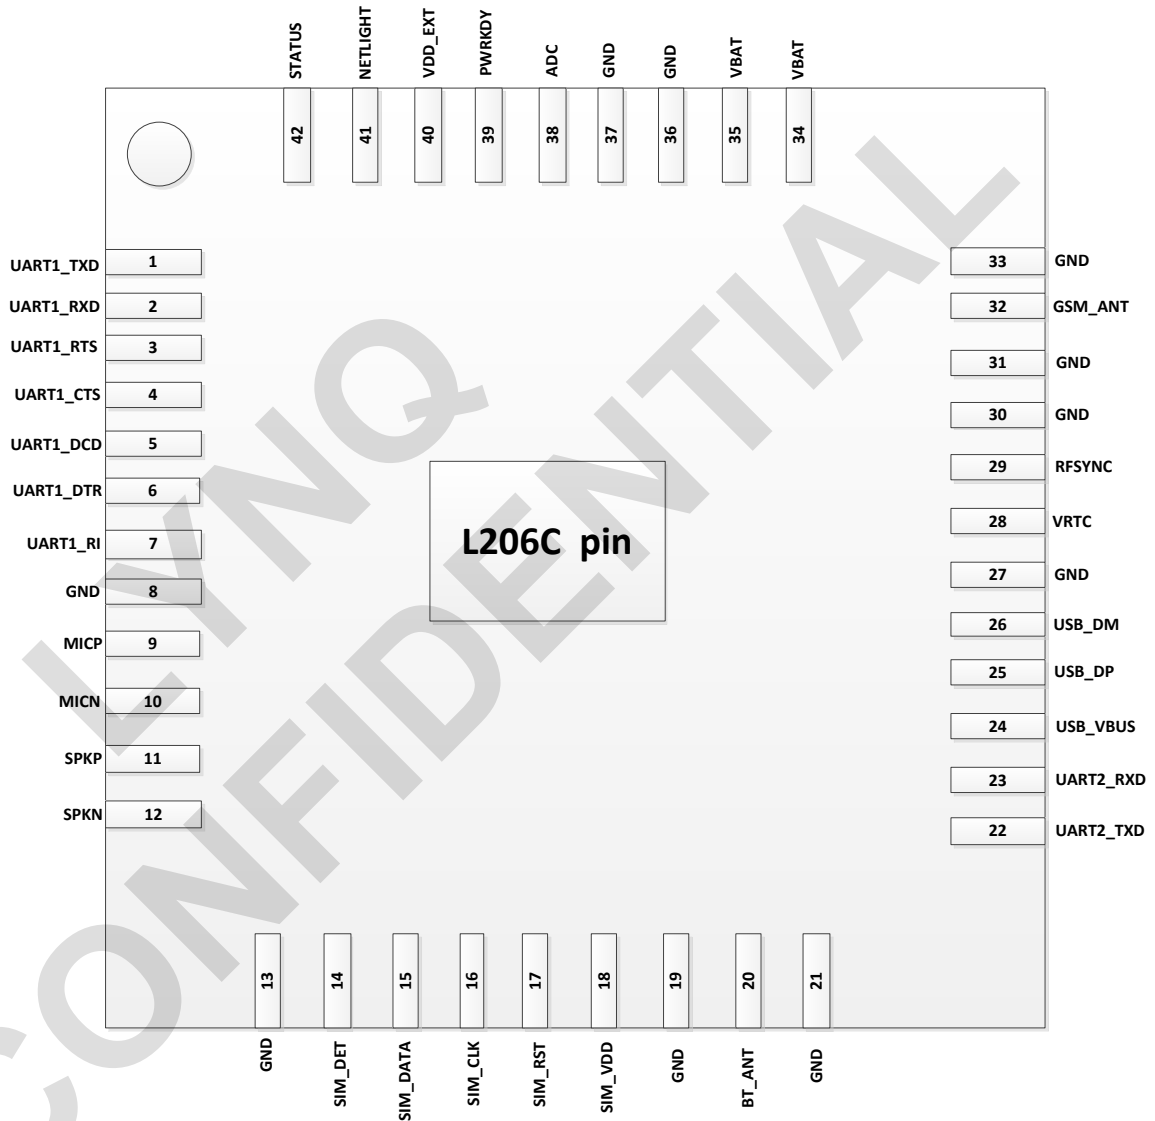 STATUS
NETLIGHT
VDD_EXT
PWRKDY
ADC
GND
GND
VBAT
VBAT
42
41
40
39
38
37
36
35
34
UART1_TXD 1
UART1_RXD 2
UART1_RTS 3
UART1_CTS 4
UART1_DCD 5
UART1_DTR 6
UART1_RI 7
GND 8
MICP 9
MICN 10
SPKP 11
SPKN 12
L206C pin
33 GND
32 GSM_ANT
31 GND
30 GND
29 RFSYNC
28 VRTC
27 GND
26 USB_DM
25 USB_DP
24 USB_VBUS
23 UART2_RXD
22 UART2_TXD
13
14
15
16
17
18
19
20
21
GND
SIM_DET
SIM_DATA
SIM_CLK
SIM_RST
SIM_VDD
GND
BT_ANT
GND
LYNQ
CONFIDENTIAL